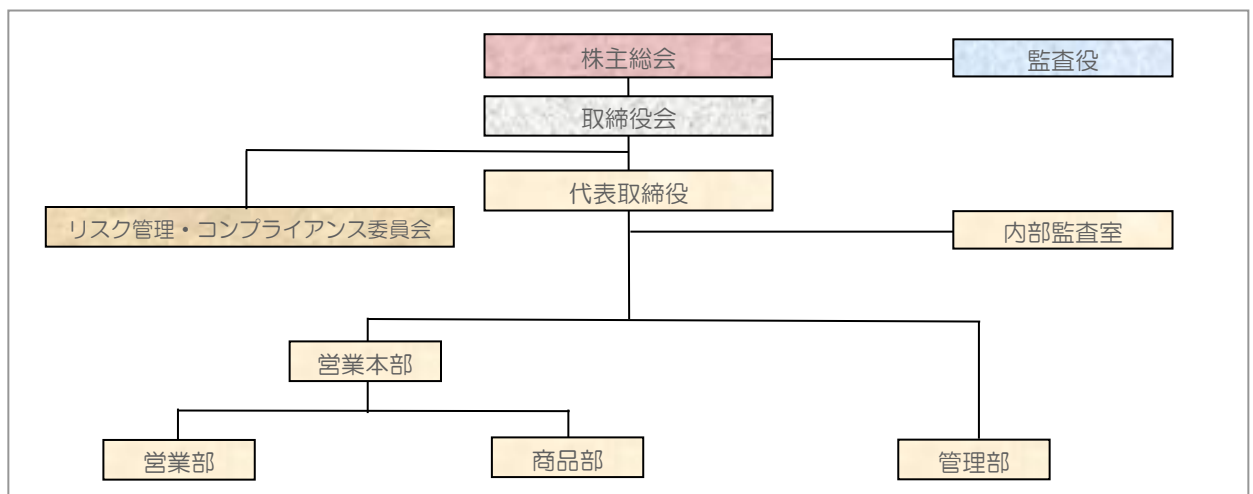 株主総会
監査役
取締役会
代表取締役
リスク管理・コンプライアンス委員会
内部監査室
営業本部
営業部
商品部
管理部